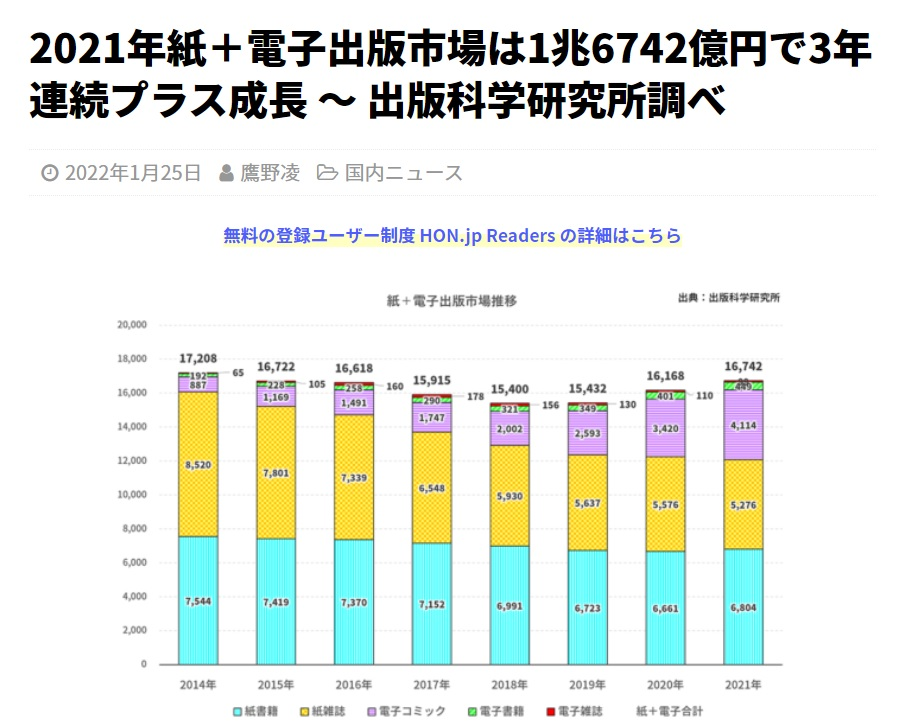 2021年紙＋電子出版市場は1兆6742億円で3年
連続プラス成長 ～ 出版科学研究所調べ
2022年1月25日 鷹野凌 国内ニュース
無料の登録ユーザー制度 HON.jp Readers の詳細はこちら
紙＋電子出版市場推移 出典：出版科学研究所
20,000
18,000
16,000
14,000
12,000
10,000
8,000
6,000
4,000
2,000
0
17,208 16,722 16,618 15,915 15,400 15,432 16,168 16,742
65 105 160 178 156 130 110
192 228 258 290 321 349 401 449
887 1,169 1,491 1,747 2,002 2,593 3,420 4,114
8,520 7,801 7,339 6,548 5,930 5,637 5,576 5,276
7,544 7,419 7,370 7,152 6,991 6,723 6,661 6,804
2014年 2015年 2016年 2017年 2018年 2019年 2020年 2021年
紙書籍 紙雑誌 電子コミック 電子書籍 電子雑誌 紙＋電子合計